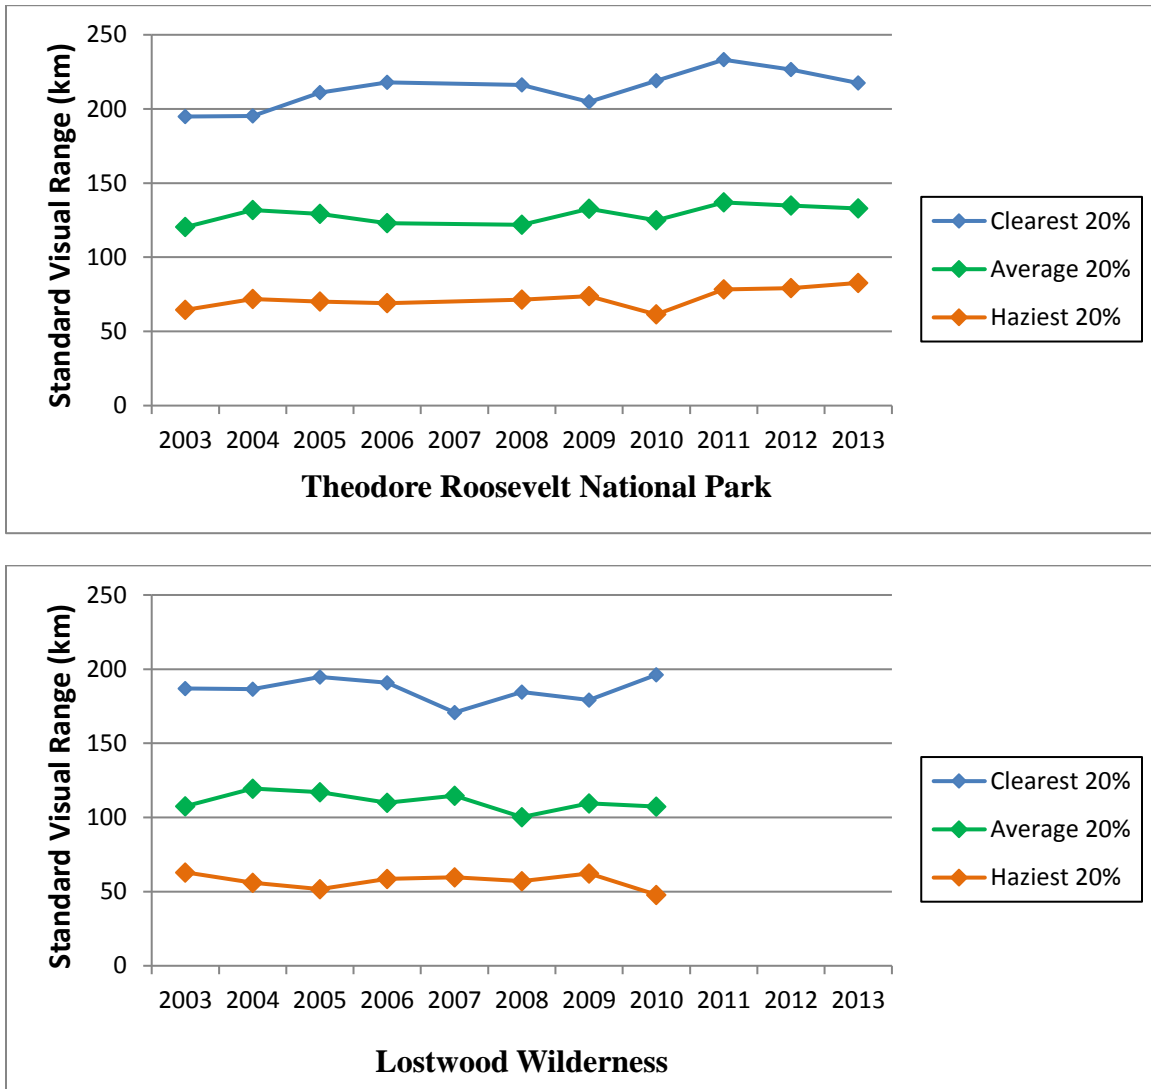 Standard Visual Range (km)
250
200
150
100
50
0
2003 2004 2005 2006 2007 2008 2009 2010 2011 2012 2013
Theodore Roosevelt National Park
Clearest 20%
Average 20%
Haziest 20%
Standard Visual Range (km)
250
200
150
100
50
0
2003 2004 2005 2006 2007 2008 2009 2010 2011 2012 2013
Lostwood Wilderness
Clearest 20%
Average 20%
Haziest 20%